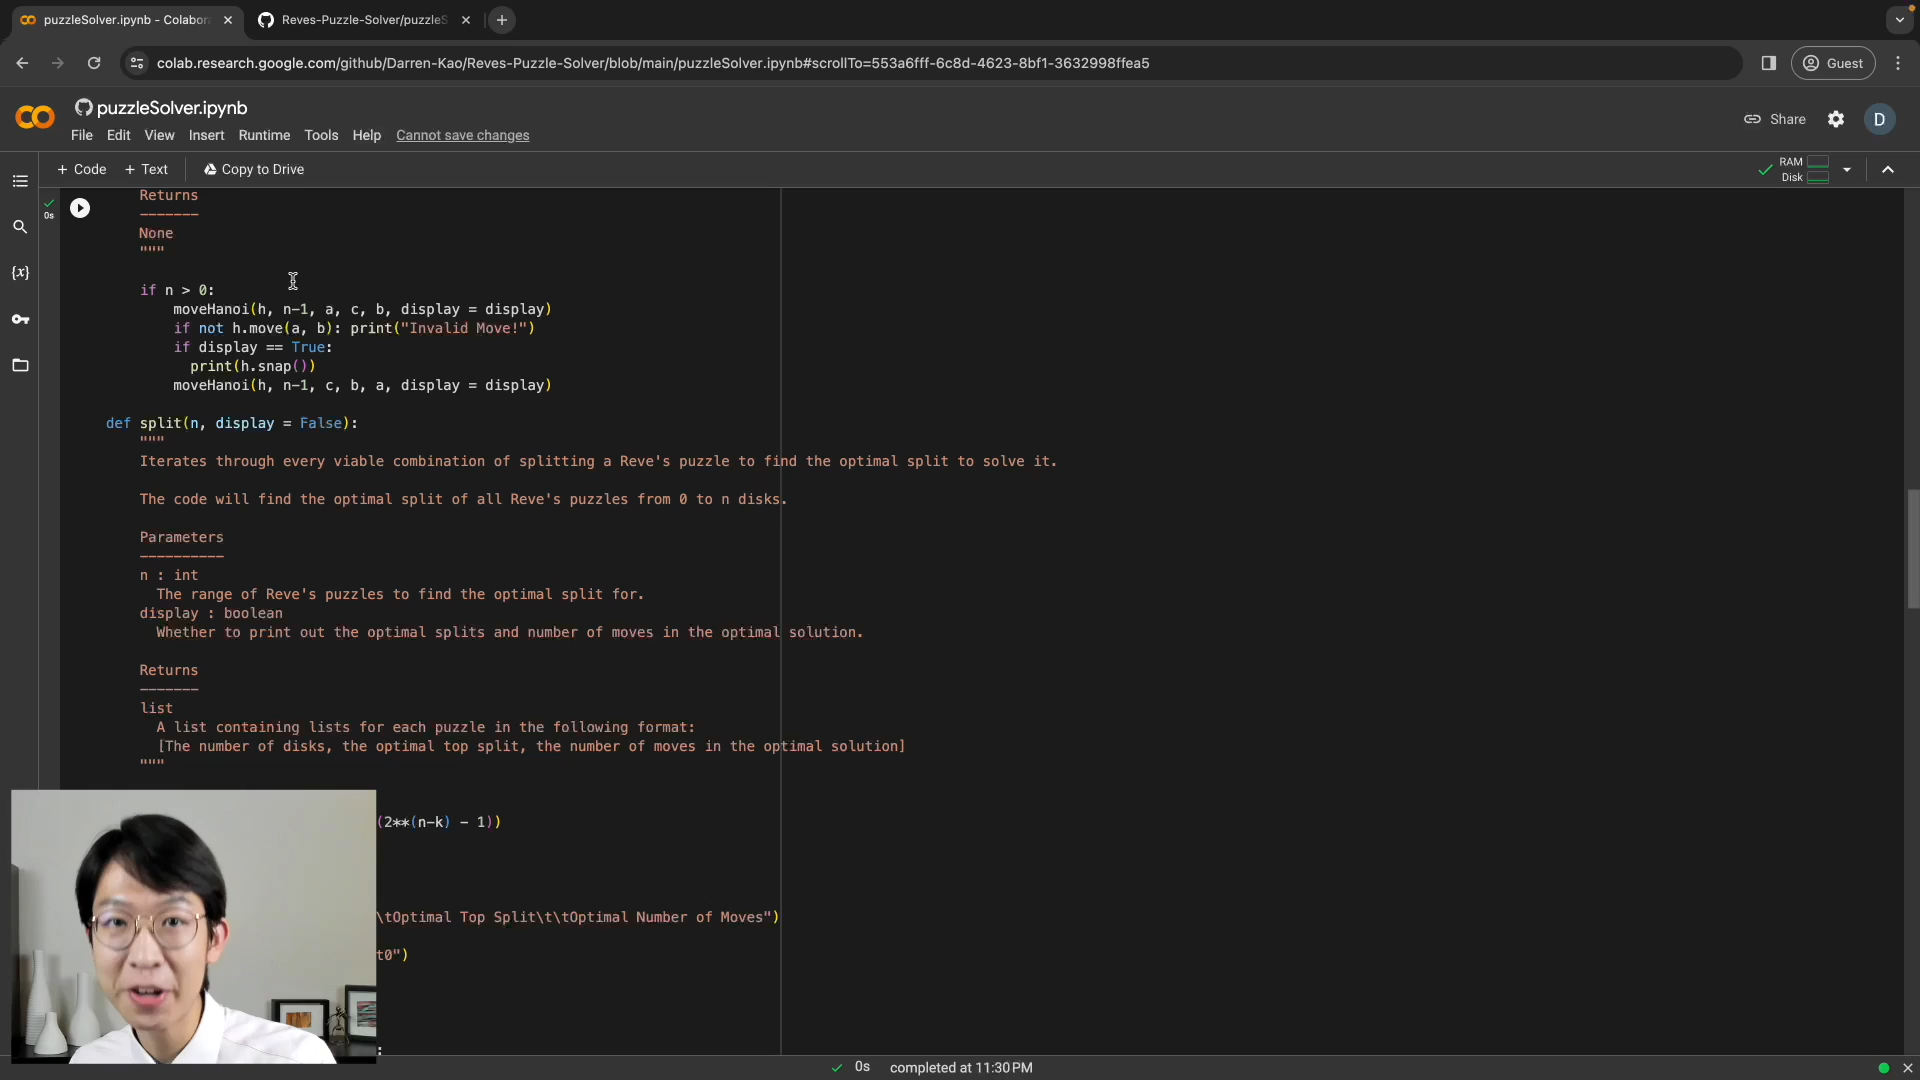 puzzleSolver.ipynb - Colabor
Reves-Puzzle-Solver/puzzleS
colab.research.google.com/github/Darren-Kao/Reves-Puzzle-Solver/blob/main/puzzleSolver.ipynb#scrollTo=553a6fff-6c8d-4623-8bf1-3632998ffea5
Guest
puzzleSolver.ipynb
File Edit View Insert Runtime Tools Help Cannot save changes
Share
D
+ Code + Text Copy to Drive
RAM
Disk
0s
Returns
-------
None
"""
if n > 0:
moveHanoi(h, n-1, a, c, b, display = display)
if not h.move(a, b): print("Invalid Move!")
if display == True:
print(h.snap())
moveHanoi(h, n-1, c, b, a, display = display)
def split(n, display = False):
"""
Iterates through every viable combination of splitting a Reve's puzzle to find the optimal split to solve it.
The code will find the optimal split of all Reve's puzzles from 0 to n disks.
Parameters
----------
n : int
The range of Reve's puzzles to find the optimal split for.
display : boolean
Whether to print out the optimal splits and number of moves in the optimal solution.
Returns
-------
list
A list containing lists for each puzzle in the following format:
[The number of disks, the optimal top split, the number of moves in the optimal solution]
"""
(2**(n-k) - 1))
\tOptimal Top Split\t\tOptimal Number of Moves")
t0")
:
0s completed at 11:30 PM